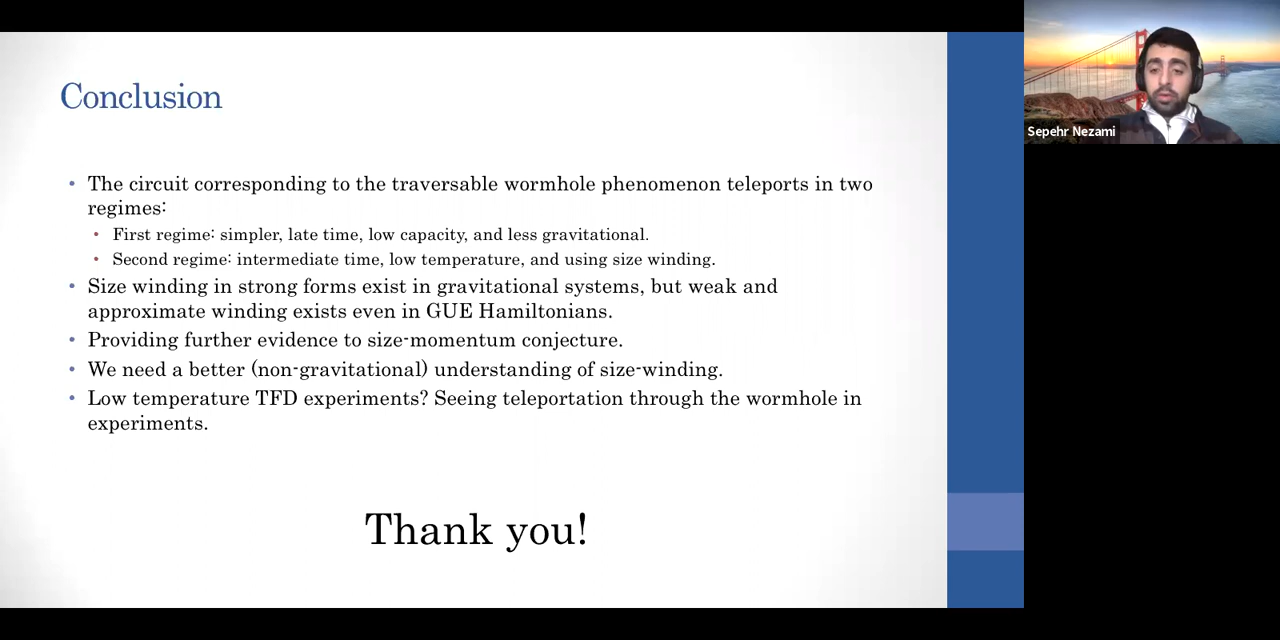 Conclusion
Sepehr Nezami
• The circuit corresponding to the traversable wormhole phenomenon teleports in two
regimes:
• First regime: simpler, late time, low capacity, and less gravitational.
• Second regime: intermediate time, low temperature, and using size winding.
• Size winding in strong forms exist in gravitational systems, but weak and
approximate winding exists even in GUE Hamiltonians.
• Providing further evidence to size-momentum conjecture.
• We need a better (non-gravitational) understanding of size-winding.
• Low temperature TFD experiments? Seeing teleportation through the wormhole in
experiments.
Thank you!